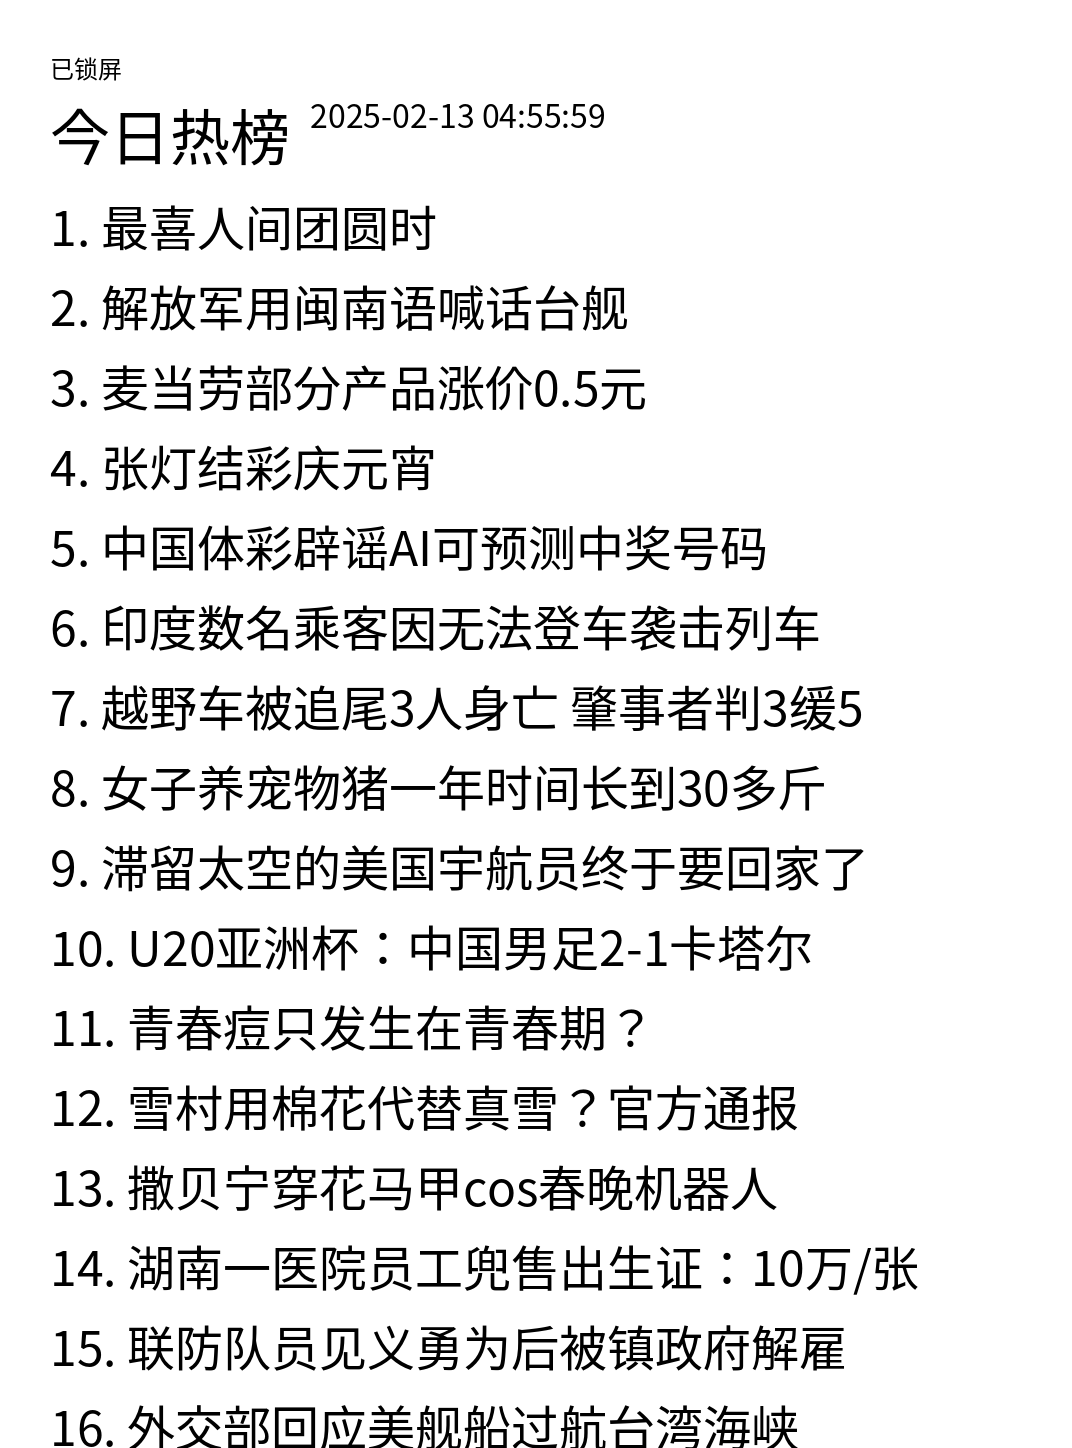 已锁屏
今日热榜 2025-02-13 04:55:59
1. 最喜人间团圆时
2. 解放军用闽南语喊话台舰
3. 麦当劳部分产品涨价0.5元
4. 张灯结彩庆元宵
5. 中国体彩辟谣AI可预测中奖号码
6. 印度数名乘客因无法登车袭击列车
7. 越野车被追尾3人身亡 肇事者判3缓5
8. 女子养宠物猪一年时间长到30多斤
9. 滞留太空的美国宇航员终于要回家了
10. U20亚洲杯：中国男足2-1卡塔尔
11. 青春痘只发生在青春期？
12. 雪村用棉花代替真雪？官方通报
13. 撒贝宁穿花马甲cos春晚机器人
14. 湖南一医院员工兜售出生证：10万/张
15. 联防队员见义勇为后被镇政府解雇
16. 外交部回应美舰船过航台湾海峡